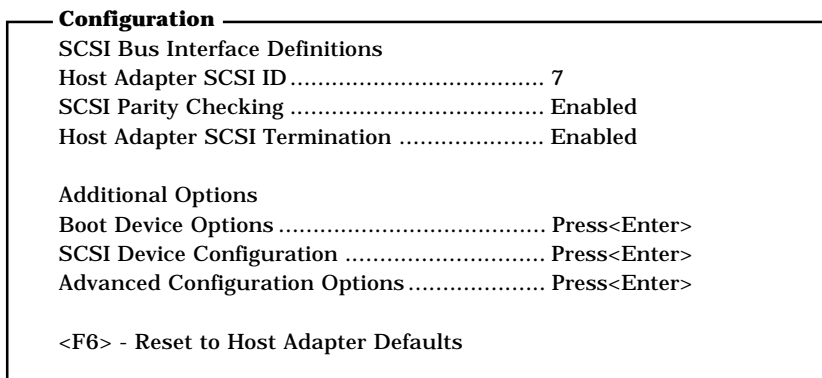 Configuration
SCSI Bus Interface Definitions
Host Adapter SCSI ID ..................................... 7
SCSI Parity Checking ..................................... Enabled
Host Adapter SCSI Termination ..................... Enabled
Additional Options
Boot Device Options ....................................... Press<Enter>
SCSI Device Configuration ............................. Press<Enter>
Advanced Configuration Options .................... Press<Enter>
<F6> - Reset to Host Adapter Defaults